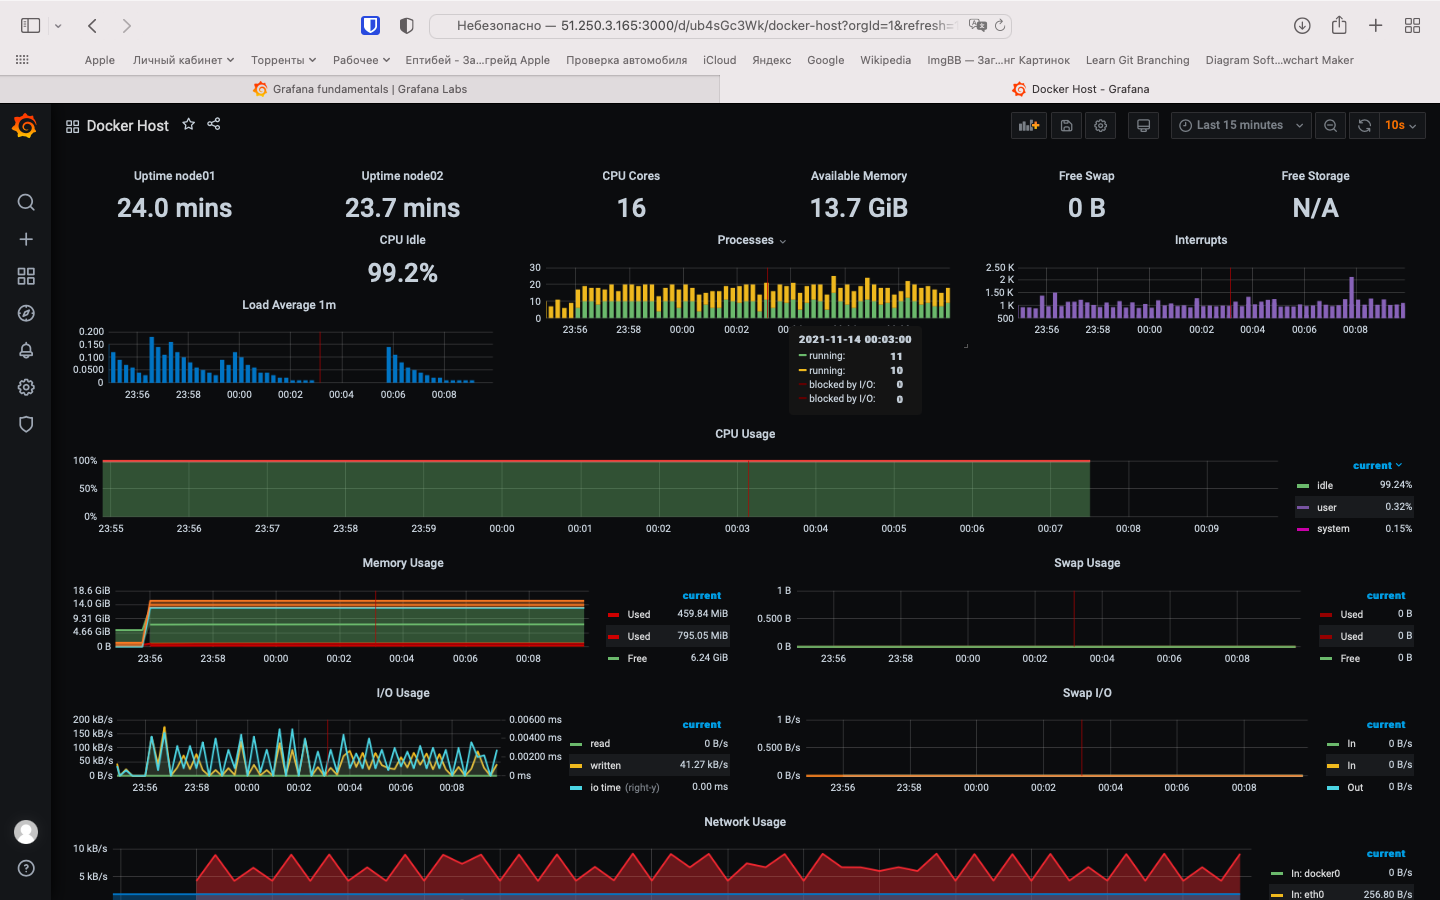 Небезопасно — 51.250.3.165:3000/d/ub4sGc3Wk/docker-host?orgId=1&refresh=
Apple Личный кабинет Торренты Рабочее Ептибей - За...грейд Apple Проверка автомобиля iCloud Яндекс Google Wikipedia ImgBB — Заг...нг Картинок Learn Git Branching Diagram Soft...wchart Maker
Grafana fundamentals | Grafana Labs Docker Host - Grafana
Docker Host Last 15 minutes 10s
Uptime node01 Uptime node02 CPU Cores Available Memory Free Swap Free Storage
24.0 mins 23.7 mins 16 13.7 GiB 0 B N/A
CPU Idle Processes Interrupts
99.2%
Load Average 1m
0.200
0.150
0.100
0.0500
0
23:56 23:58 00:00 00:02 00:04 00:06 00:08
30
20
10
0
23:56 23:58 00:00 00:02 00
2021-11-14 00:03:00
running: 11
running: 10
blocked by I/O: 0
blocked by I/O: 0
2.50 K
2 K
1.50 K
1 K
500
23:56 23:58 00:00 00:02 00:04 00:06 00:08
CPU Usage
100%
50%
0%
23:55 23:56 23:57 23:58 23:59 00:00 00:01 00:02 00:03 00:04 00:05 00:06 00:07 00:08 00:09
current
idle 99.24%
user 0.32%
system 0.15%
Memory Usage
18.6 GiB
14.0 GiB
9.31 GiB
4.66 GiB
0 B
23:56 23:58 00:00 00:02 00:04 00:06 00:08
current
Used 459.84 MiB
Used 795.05 MiB
Free 6.24 GiB
Swap Usage
1 B
0.500 B
0 B
23:56 23:58 00:00 00:02 00:04 00:06 00:08
current
Used 0 B
Used 0 B
Free 0 B
I/O Usage
200 kB/s
150 kB/s
100 kB/s
50 kB/s
0 B/s
0.00600 ms
0.00400 ms
0.00200 ms
0 ms
23:56 23:58 00:00 00:02 00:04 00:06 00:08
current
read 0 B/s
written 41.27 kB/s
io time (right-y) 0.00 ms
Swap I/O
1 B/s
0.500 B/s
0 B/s
23:56 23:58 00:00 00:02 00:04 00:06 00:08
current
In 0 B/s
In 0 B/s
Out 0 B/s
Network Usage
10 kB/s
5 kB/s
current
In: docker0 0 B/s
In: eth0 256.80 B/s